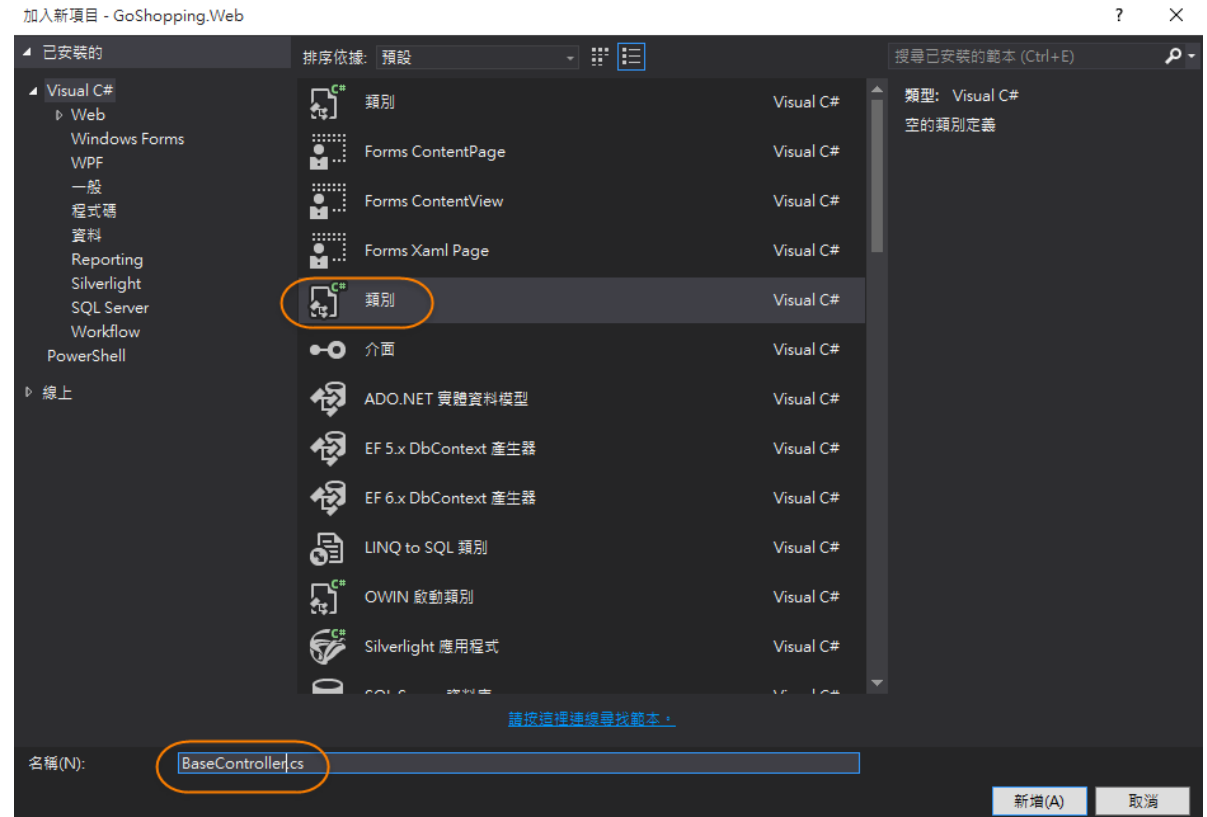 加入新項目 - GoShopping.Web
? ×
已安裝的
排序依據: 預設
搜尋已安裝的範本 (Ctrl+E)
Visual C#
Web
Windows Forms
WPF
一般
程式碼
資料
Reporting
Silverlight
SQL Server
Workflow
PowerShell
線上
類別 Visual C#
Forms ContentPage Visual C#
Forms ContentView Visual C#
Forms Xaml Page Visual C#
類別 Visual C#
介面 Visual C#
ADO.NET 實體資料模型 Visual C#
EF 5.x DbContext 產生器 Visual C#
EF 6.x DbContext 產生器 Visual C#
LINQ to SQL 類別 Visual C#
OWIN 啟動類別 Visual C#
Silverlight 應用程式 Visual C#
類型: Visual C#
空的類別定義
請按這裡連線尋找範本。
名稱(N): BaseController.cs
新增(A) 取消